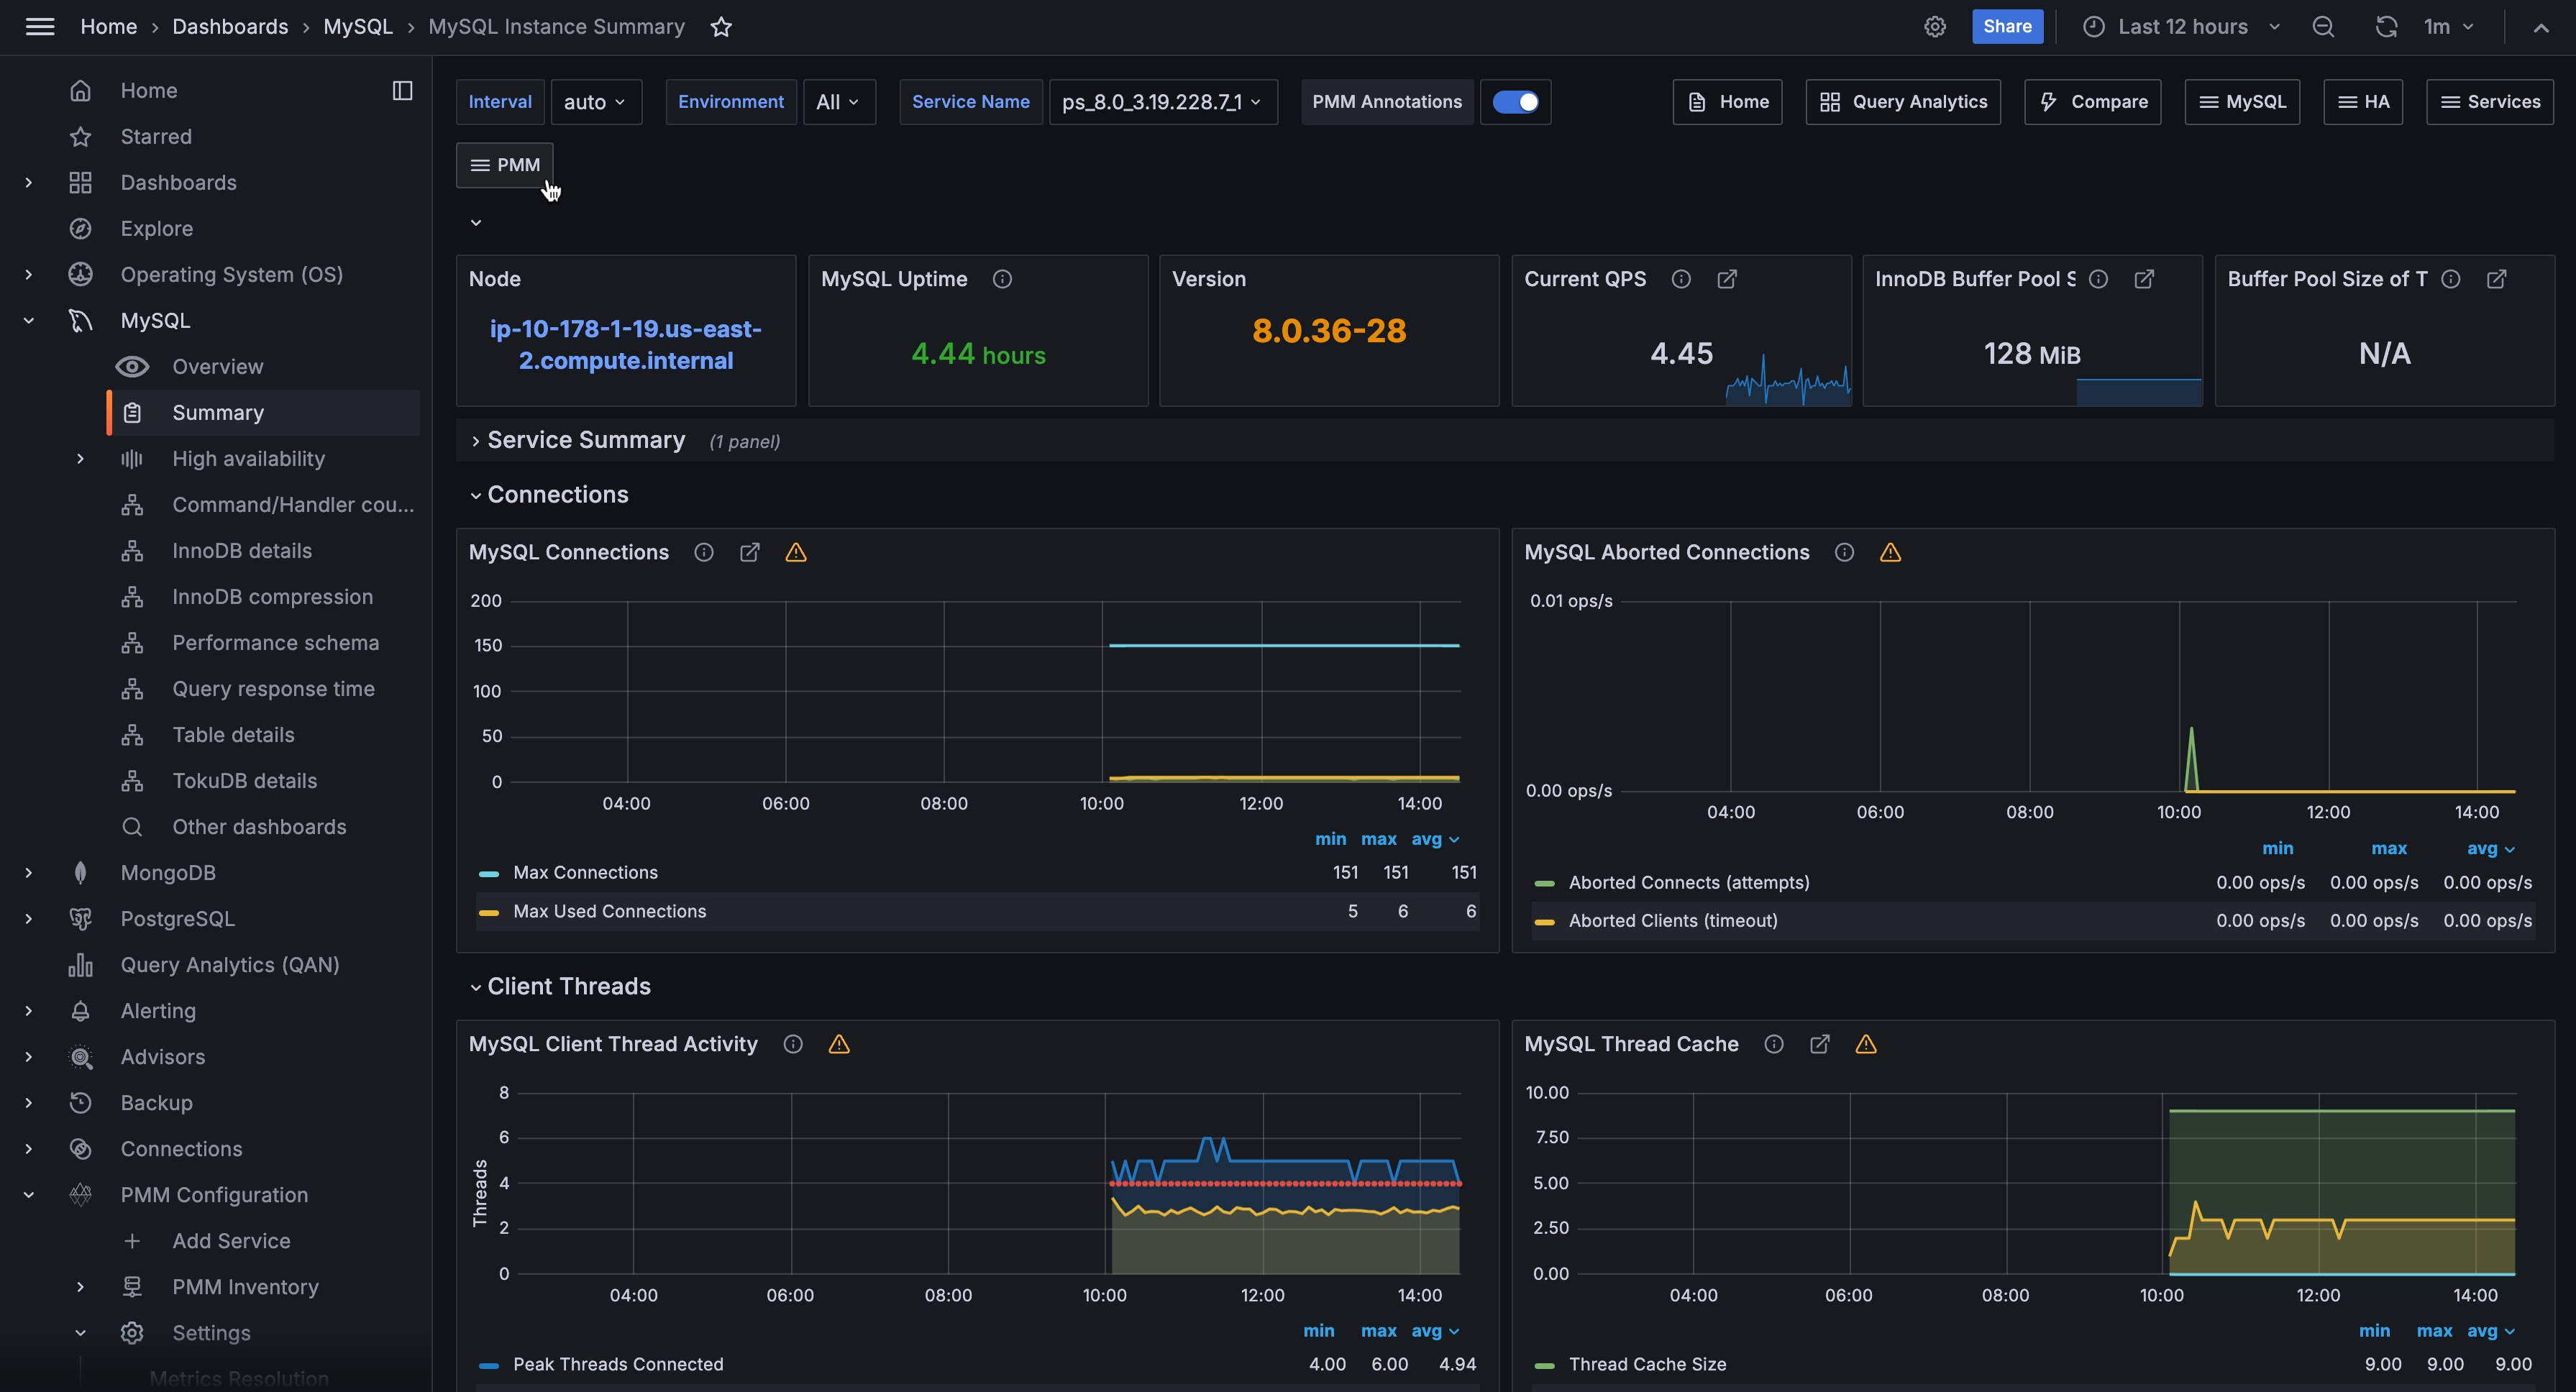 Home › Dashboards › MySQL › MySQL Instance Summary
Share
Last 12 hours
1m
Home
Starred
Dashboards
Explore
Operating System (OS)
MySQL
Overview
Summary
High availability
Command/Handler cou...
InnoDB details
InnoDB compression
Performance schema
Query response time
Table details
TokuDB details
Other dashboards
MongoDB
PostgreSQL
Query Analytics (QAN)
Alerting
Advisors
Backup
Connections
PMM Configuration
Add Service
PMM Inventory
Settings
Metrics Resolution
Interval auto Environment All Service Name ps_8.0_3.19.228.7_1 PMM Annotations
Home Query Analytics Compare MySQL HA Services
PMM
Node
ip-10-178-1-19.us-east-
2.compute.internal
MySQL Uptime
4.44 hours
Version
8.0.36-28
Current QPS
4.45
InnoDB Buffer Pool S
128 MiB
Buffer Pool Size of T
N/A
Service Summary (1 panel)
Connections
MySQL Connections
200
150
100
50
0
04:00 06:00 08:00 10:00 12:00 14:00
min max avg
Max Connections 151 151 151
Max Used Connections 5 6 6
MySQL Aborted Connections
0.01 ops/s
0.00 ops/s
04:00 06:00 08:00 10:00 12:00 14:00
min max avg
Aborted Connects (attempts) 0.00 ops/s 0.00 ops/s 0.00 ops/s
Aborted Clients (timeout) 0.00 ops/s 0.00 ops/s 0.00 ops/s
Client Threads
MySQL Client Thread Activity
Threads
8
6
4
2
0
04:00 06:00 08:00 10:00 12:00 14:00
min max avg
Peak Threads Connected 4.00 6.00 4.94
MySQL Thread Cache
10.00
7.50
5.00
2.50
0.00
04:00 06:00 08:00 10:00 12:00 14:00
min max avg
Thread Cache Size 9.00 9.00 9.00